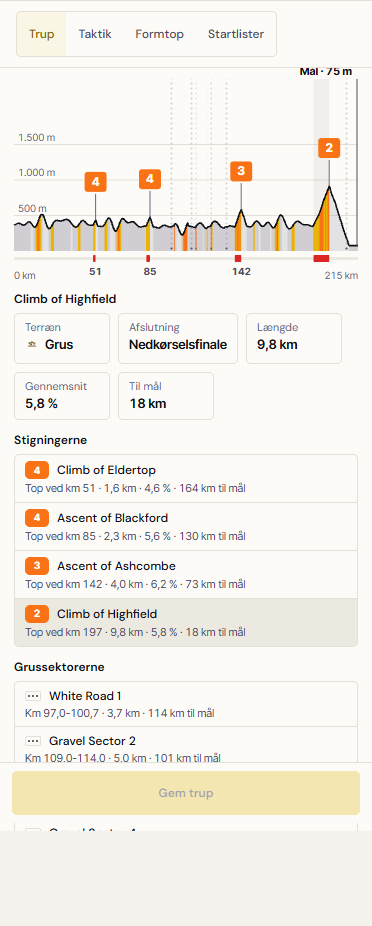 Trup Taktik Formtop Startlister
Mål · 75 m
1.500 m
1.000 m
500 m
4 4 3 2
0 km 51 85 142 215 km
Climb of Highfield
Terræn Afslutning Længde
Grus Nedkørselsfinale 9,8 km
Gennemsnit Til mål
5,8 % 18 km
Stigningerne
4 Climb of Eldertop
Top ved km 51 · 1,6 km · 4,6 % · 164 km til mål
4 Ascent of Blackford
Top ved km 85 · 2,3 km · 5,6 % · 130 km til mål
3 Ascent of Ashcombe
Top ved km 142 · 4,0 km · 6,2 % · 73 km til mål
2 Climb of Highfield
Top ved km 197 · 9,8 km · 5,8 % · 18 km til mål
Grussektorerne
White Road 1
Km 97,0-100,7 · 3,7 km · 114 km til mål
Gravel Sector 2
Km 109,0-114,0 · 5,0 km · 101 km til mål
Gem trup